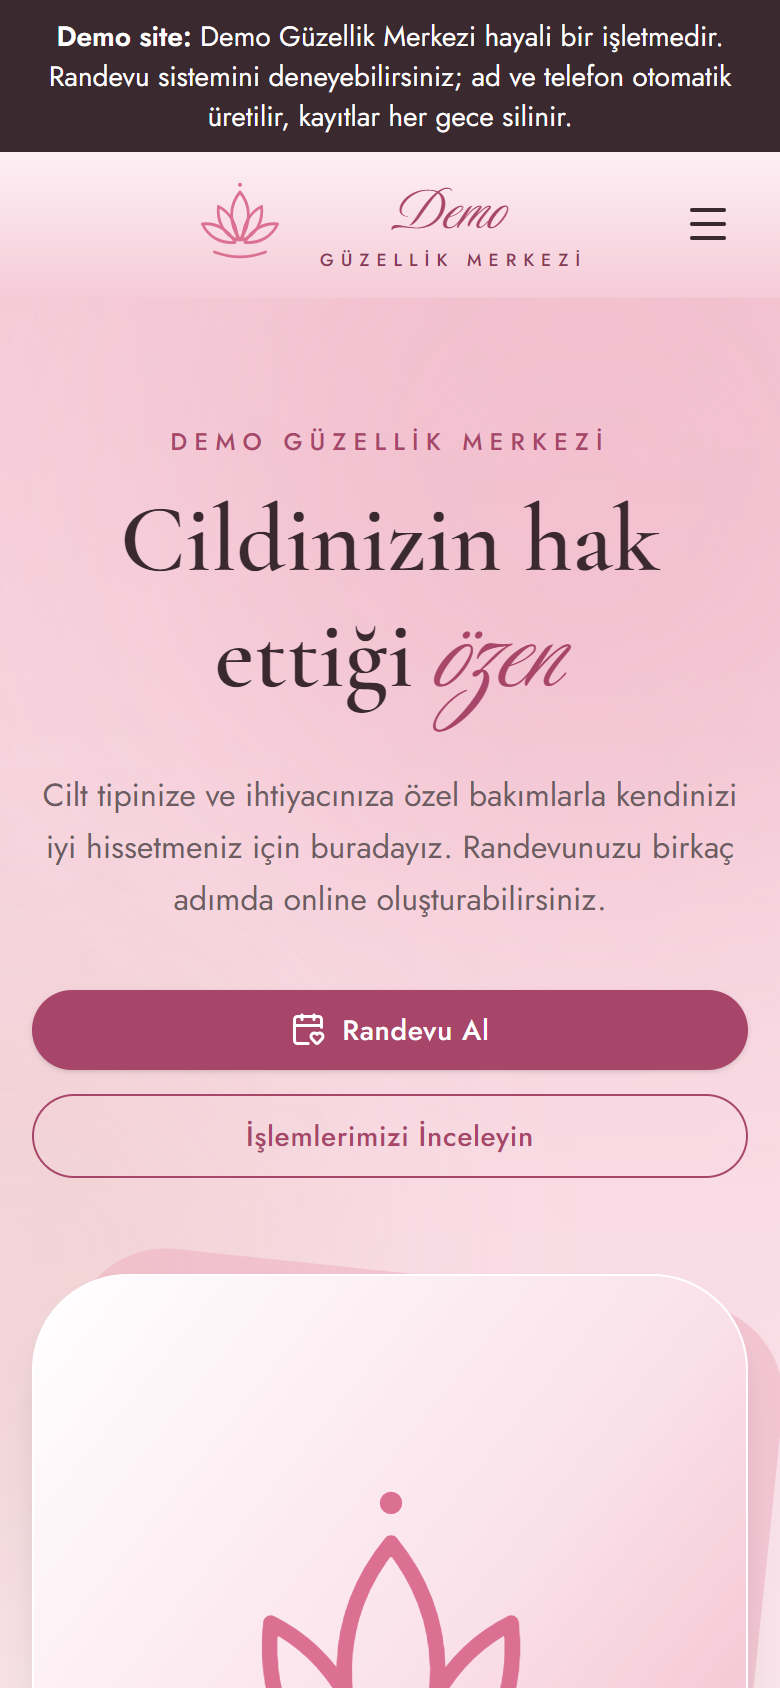 Demo site: Demo Güzellik Merkezi hayali bir işletmedir.
Randevu sistemini deneyebilirsiniz; ad ve telefon otomatik
üretilir, kayıtlar her gece silinir.
Demo
GÜZELLİK MERKEZİ
DEMO GÜZELLİK MERKEZİ
Cildinizin hak
ettiği özen
Cilt tipinize ve ihtiyacınıza özel bakımlarla kendinizi
iyi hissetmeniz için buradayız. Randevunuzu birkaç
adımda online oluşturabilirsiniz.
Randevu Al
İşlemlerimizi İnceleyin